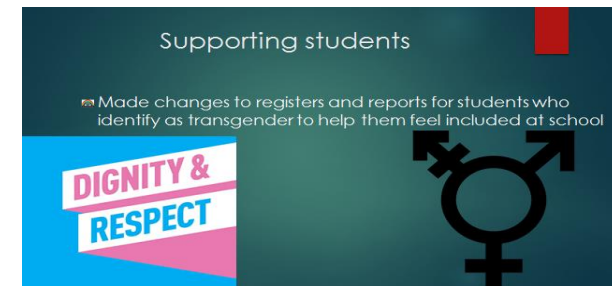 Supporting students
Made changes to registers and reports for students who
identify as transgender to help them feel included at school
DIGNITY &
RESPECT